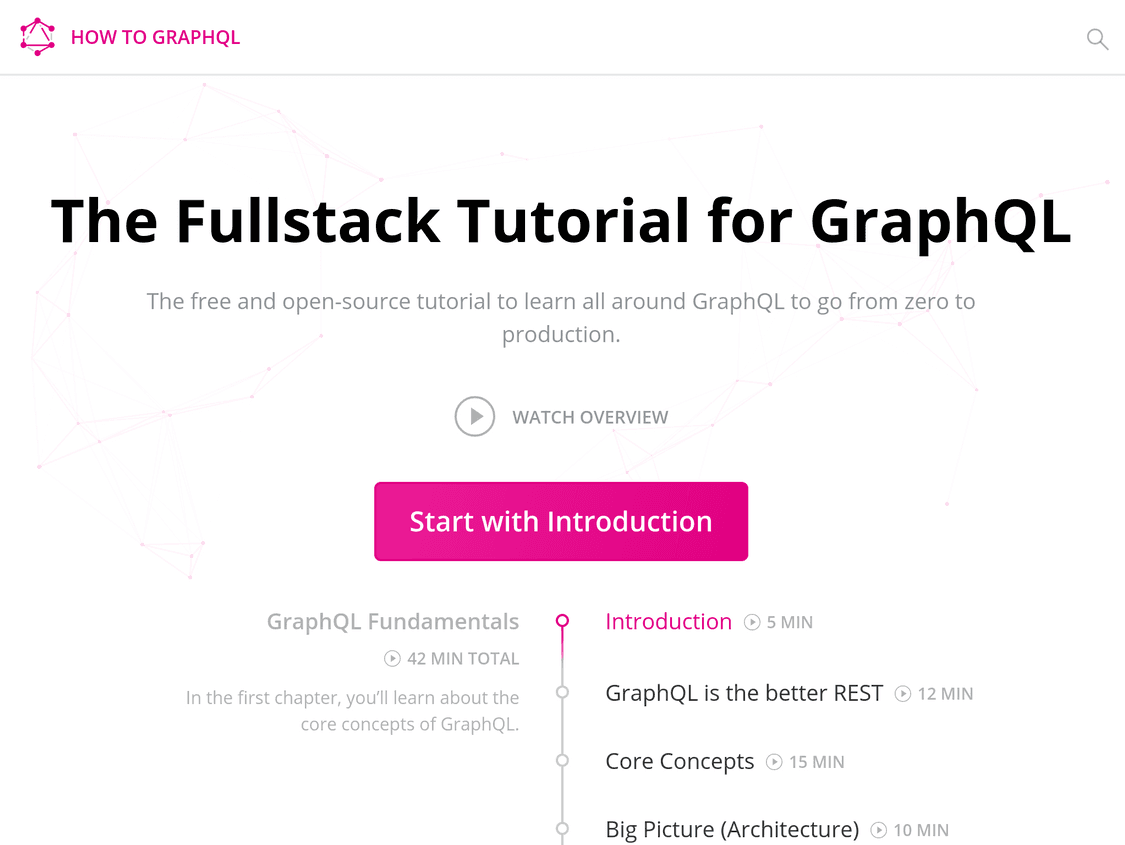 HOW TO GRAPHQL
The Fullstack Tutorial for GraphQL
The free and open-source tutorial to learn all around GraphQL to go from zero to
production.
WATCH OVERVIEW
Start with Introduction
GraphQL Fundamentals
42 MIN TOTAL
In the first chapter, you’ll learn about the
core concepts of GraphQL.
Introduction 5 MIN
GraphQL is the better REST 12 MIN
Core Concepts 15 MIN
Big Picture (Architecture) 10 MIN